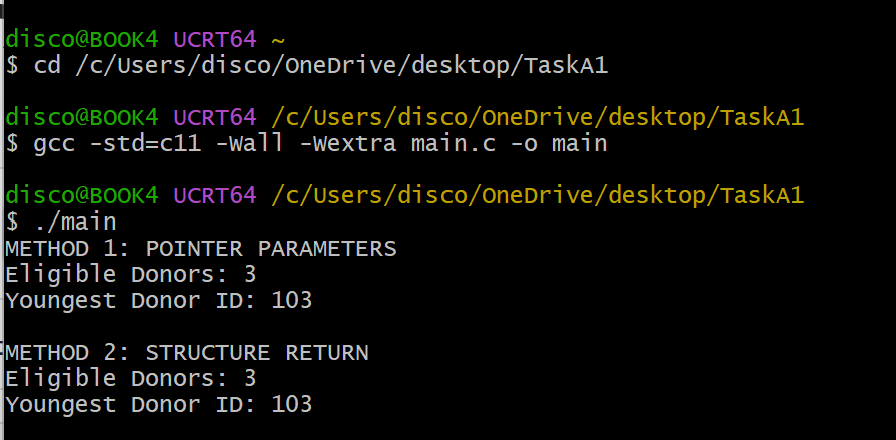 disco@BOOK4 UCRT64 ~
$ cd /c/Users/disco/OneDrive/desktop/TaskA1
disco@BOOK4 UCRT64 /c/Users/disco/OneDrive/desktop/TaskA1
$ gcc -std=c11 -Wall -Wextra main.c -o main
disco@BOOK4 UCRT64 /c/Users/disco/OneDrive/desktop/TaskA1
$ ./main
METHOD 1: POINTER PARAMETERS
Eligible Donors: 3
Youngest Donor ID: 103
METHOD 2: STRUCTURE RETURN
Eligible Donors: 3
Youngest Donor ID: 103